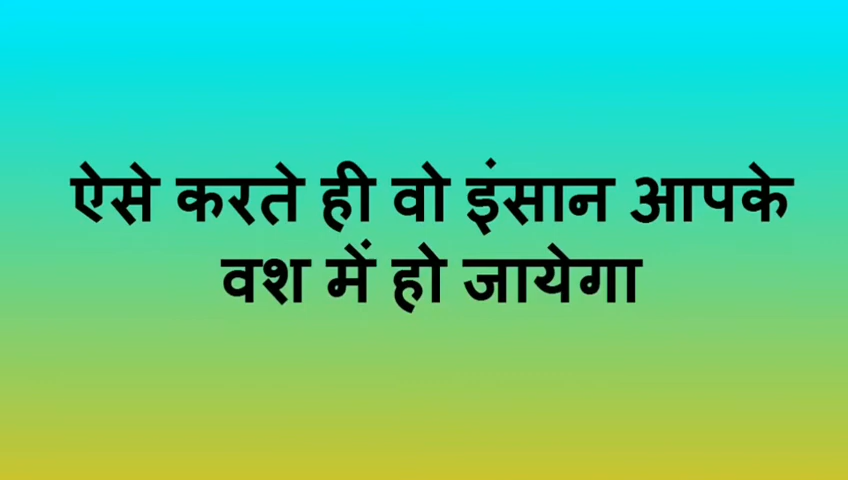 ऐसे करते ही वो इंसान आपके
वश में हो जायेगा